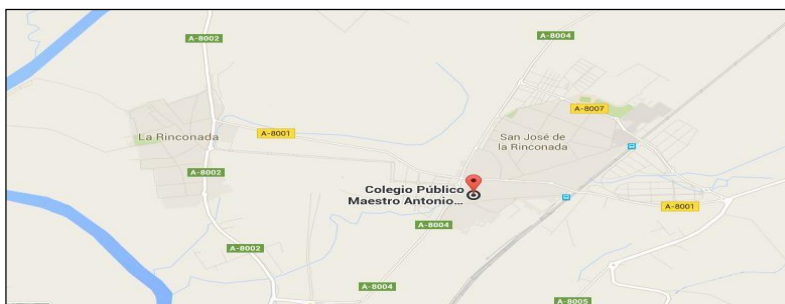 A-8002
A-8004
A-8007
La Rinconada
A-8001
San José de
la Rinconada
A-8002
Colegio Público
Maestro Antonio...
A-8001
A-8004
A-8002
A-8004
A-8005